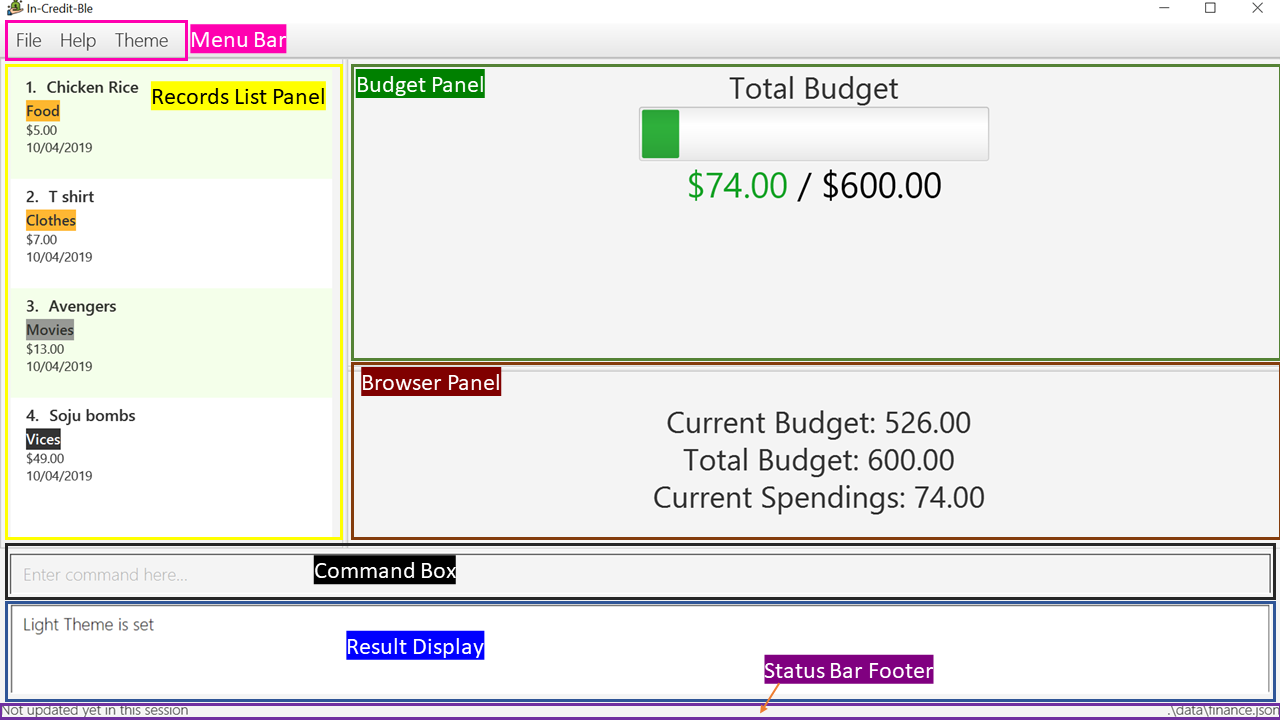 In-Credit-Ble
File Help Theme Menu Bar
Records List Panel
1. Chicken Rice
Food
$5.00
10/04/2019
2. T shirt
Clothes
$7.00
10/04/2019
3. Avengers
Movies
$13.00
10/04/2019
4. Soju bombs
Vices
$49.00
10/04/2019
Budget Panel
Total Budget
$74.00 / $600.00
Browser Panel
Current Budget: 526.00
Total Budget: 600.00
Current Spendings: 74.00
Enter command here...
Command Box
Light Theme is set
Result Display
Status Bar Footer
Not updated yet in this session
.\data\finance.json